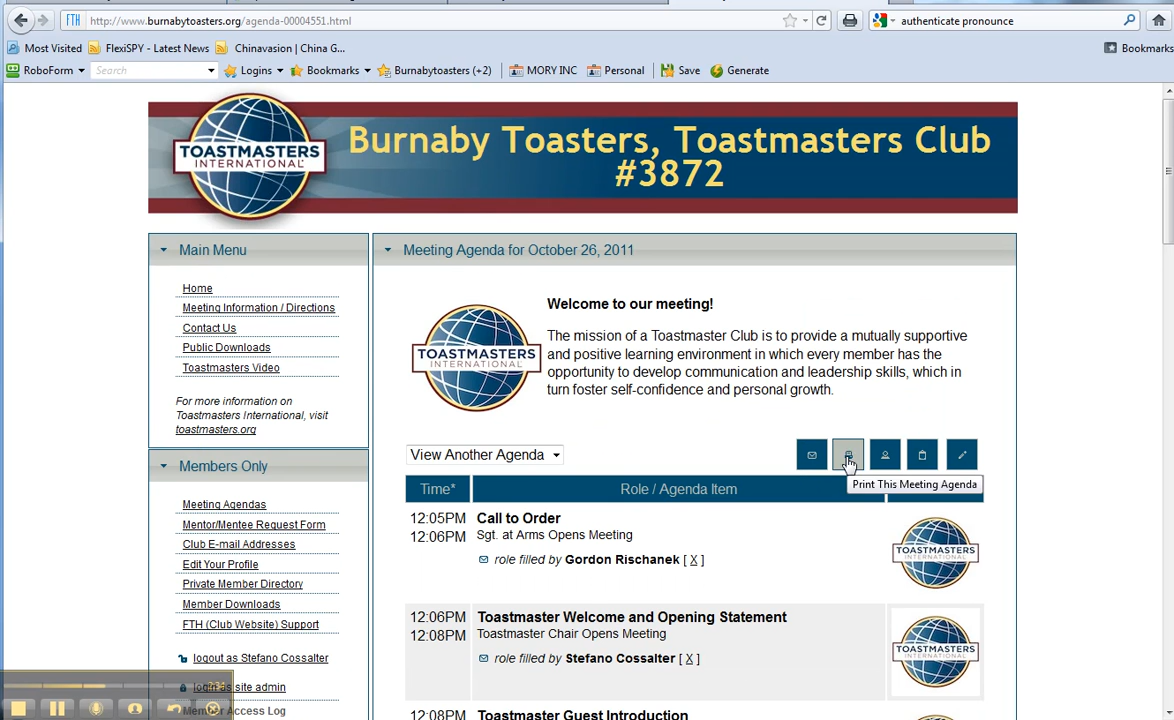 http://www.burnabytoasters.org/agenda-00004551.html
authenticate pronounce
Most Visited
FlexiSPY - Latest News
Chinavasion | China G...
Bookmarks
RoboForm
Search
Logins
Bookmarks
Burnabytoasters (+2)
MORY INC
Personal
Save
Generate
TOASTMASTERS
INTERNATIONAL
Burnaby Toasters, Toastmasters Club
#3872
Main Menu
Home
Meeting Information / Directions
Contact Us
Public Downloads
Toastmasters Video
For more information on
Toastmasters International, visit
toastmasters.org
Members Only
Meeting Agendas
Mentor/Mentee Request Form
Club E-mail Addresses
Edit Your Profile
Private Member Directory
Member Downloads
FTH (Club Website) Support
logout as Stefano Cossalter
login as site admin
Member Access Log
Meeting Agenda for October 26, 2011
TOASTMASTERS
INTERNATIONAL
Welcome to our meeting!
The mission of a Toastmaster Club is to provide a mutually supportive
and positive learning environment in which every member has the
opportunity to develop communication and leadership skills, which in
turn foster self-confidence and personal growth.
View Another Agenda
Print This Meeting Agenda
Time*
Role / Agenda Item
12:05PM
12:06PM
Call to Order
Sgt. at Arms Opens Meeting
role filled by Gordon Rischanek [ X ]
TOASTMASTERS
INTERNATIONAL
12:06PM
12:08PM
Toastmaster Welcome and Opening Statement
Toastmaster Chair Opens Meeting
role filled by Stefano Cossalter [ X ]
TOASTMASTERS
INTERNATIONAL
12:08PM
Toastmaster Guest Introduction